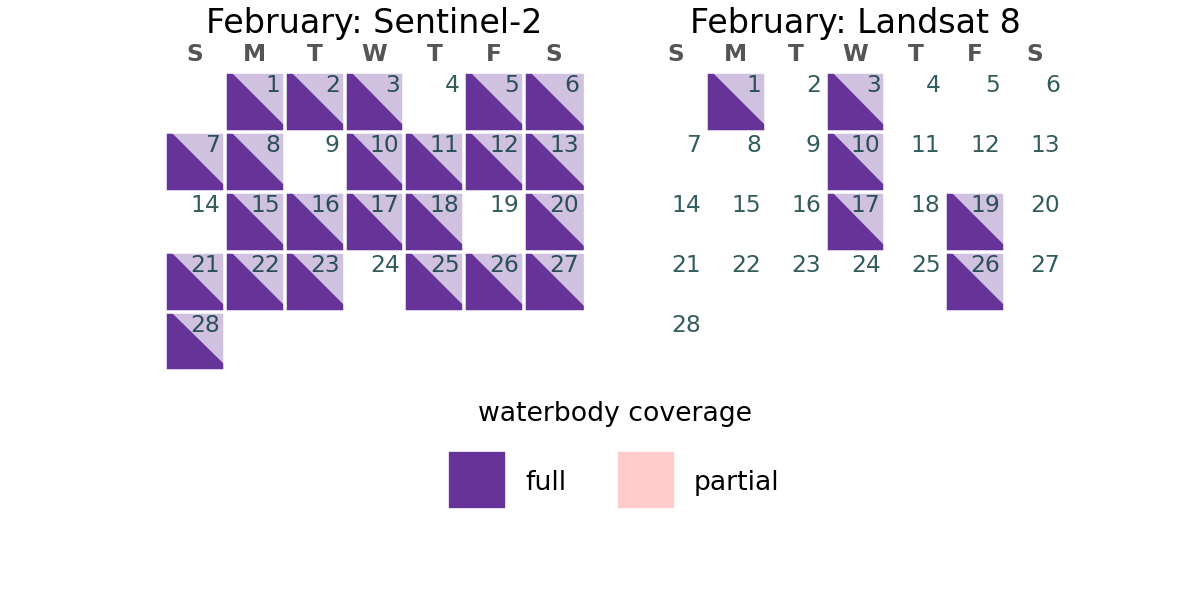 February: Sentinel-2
S M T W T F S
1 2 3 4 5 6
7 8 9 10 11 12 13
14 15 16 17 18 19 20
21 22 23 24 25 26 27
28
February: Landsat 8
S M T W T F S
1 2 3 4 5 6
7 8 9 10 11 12 13
14 15 16 17 18 19 20
21 22 23 24 25 26 27
28
waterbody coverage
full partial